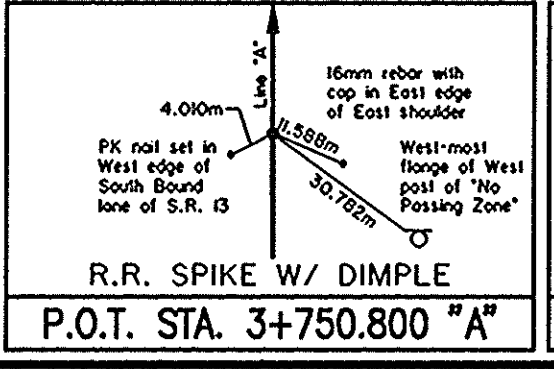 Line "A"
16mm rebar with
cap in East edge
of East shoulder
4.010m
11.588m
PK nail set in
West edge of
South Bound
lane of S.R. 13
West-most
flange of West
post of "No
Passing Zone"
30.782m
R.R. SPIKE W/ DIMPLE
P.O.T. STA. 3+750.800 "A"